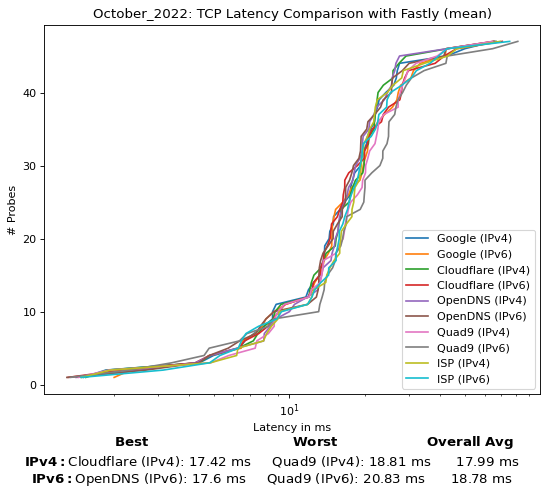 October_2022: TCP Latency Comparison with Fastly (mean)
# Probes
40
30
20
10
0
Google (IPv4)
Google (IPv6)
Cloudflare (IPv4)
Cloudflare (IPv6)
OpenDNS (IPv4)
OpenDNS (IPv6)
Quad9 (IPv4)
Quad9 (IPv6)
ISP (IPv4)
ISP (IPv6)
10¹
Latency in ms
Best Worst Overall Avg
IPv4: Cloudflare (IPv4): 17.42 ms Quad9 (IPv4): 18.81 ms 17.99 ms
IPv6: OpenDNS (IPv6): 17.6 ms Quad9 (IPv6): 20.83 ms 18.78 ms